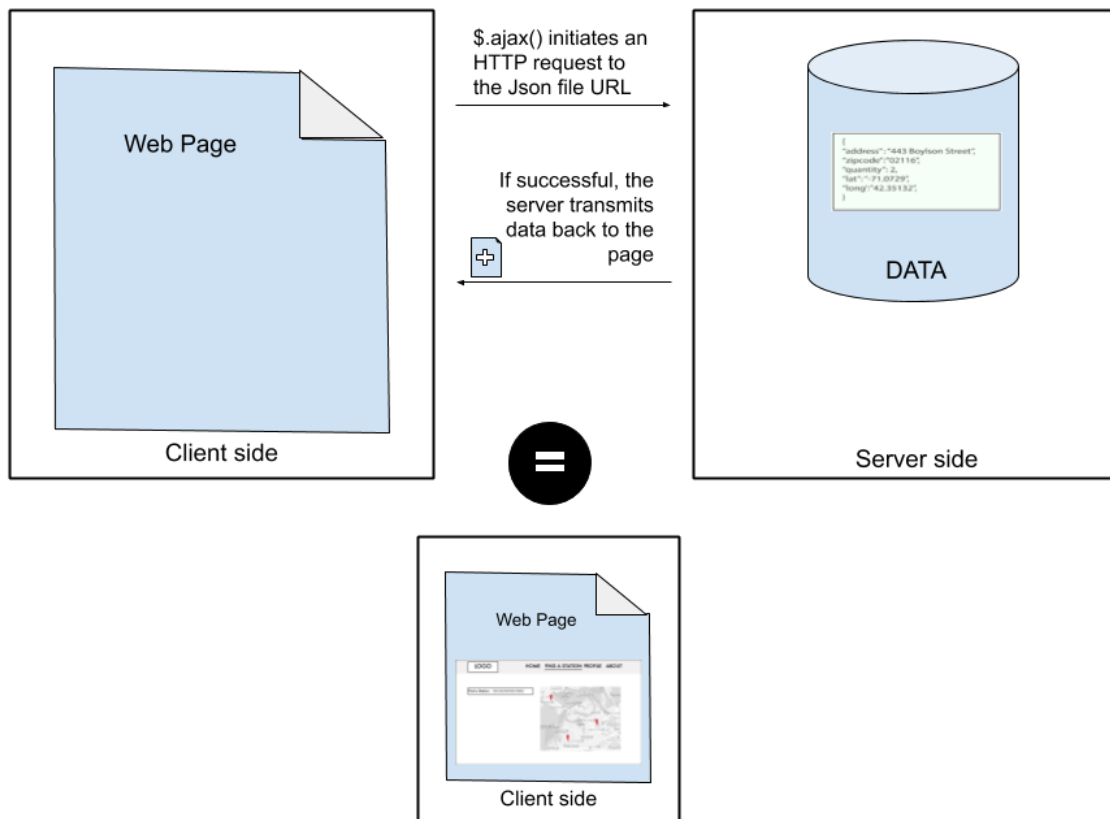 $.ajax() initiates an
HTTP request to
the Json file URL
Web Page
If successful, the
server transmits
data back to the
page
{
"address":"443 Boylson Street",
"zipcode":"02116",
"quantity": 2,
"lat":"-71.0729",
"long":"42.35132",
}
DATA
Client side
=
Server side
Web Page
LOGO HOME FIND A STATION PROFILE ABOUT
Client side